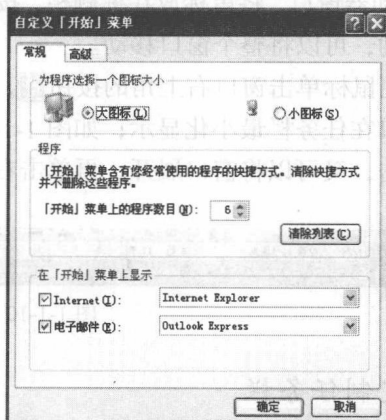 自定义「开始」菜单
常规 高级
为程序选择一个图标大小
大图标(L) 小图标(S)
程序
「开始」菜单含有您经常使用的程序的快捷方式。清除快捷方式
并不删除这些程序。
「开始」菜单上的程序数目(N): 6
清除列表(C)
在「开始」菜单上显示
Internet(I): Internet Explorer
电子邮件(E): Outlook Express
确定 取消